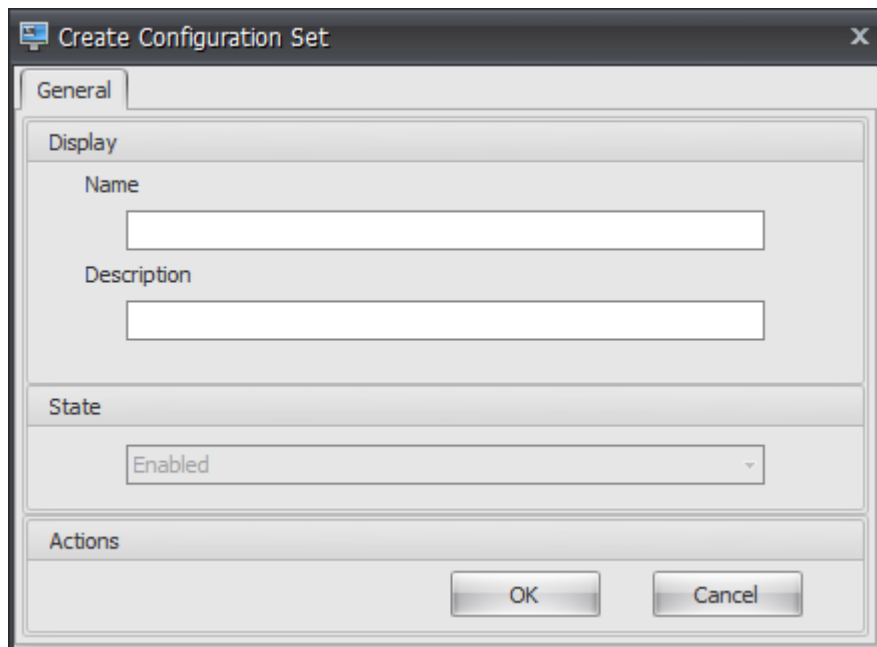 Create Configuration Set
General
Display
Name
Description
State
Enabled
Actions
OK Cancel